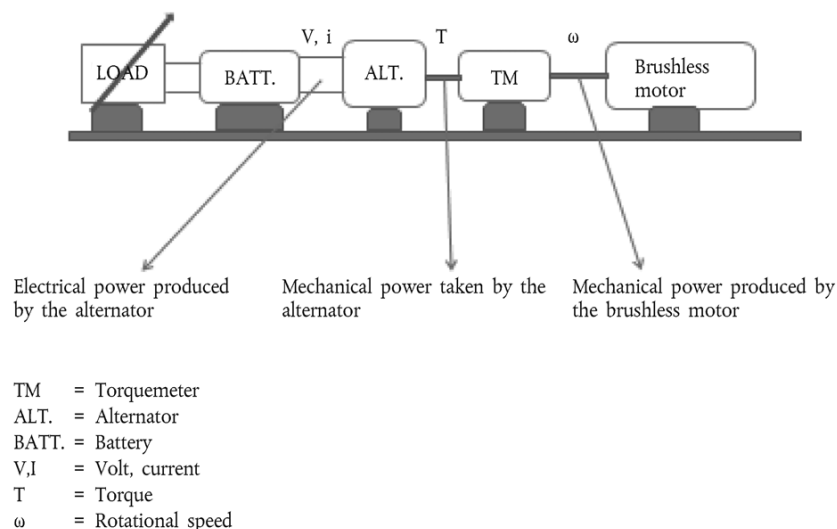 V, i
T
ω
LOAD
BATT.
ALT.
TM
Brushless
motor
Electrical power produced
by the alternator
Mechanical power taken by the
alternator
Mechanical power produced by
the brushless motor
TM = Torquemeter
ALT. = Alternator
BATT. = Battery
V,I = Volt, current
T = Torque
ω = Rotational speed